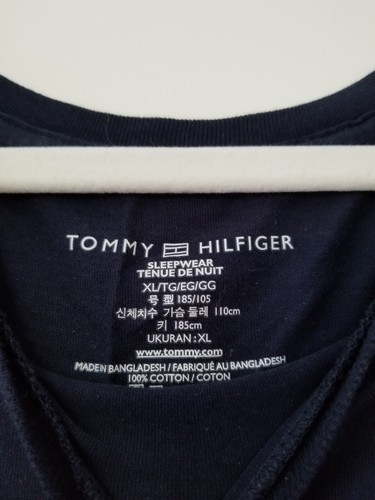 TOMMY HILFIGER
SLEEPWEAR
TENUE DE NUIT
XL/TG/EG/GG
号型 185/105
신체치수 가슴둘레 110cm
키 185cm
UKURAN : XL
www.tommy.com
MADE IN BANGLADESH / FABRIQUÉ AU BANGLADESH
100% COTTON / COTON